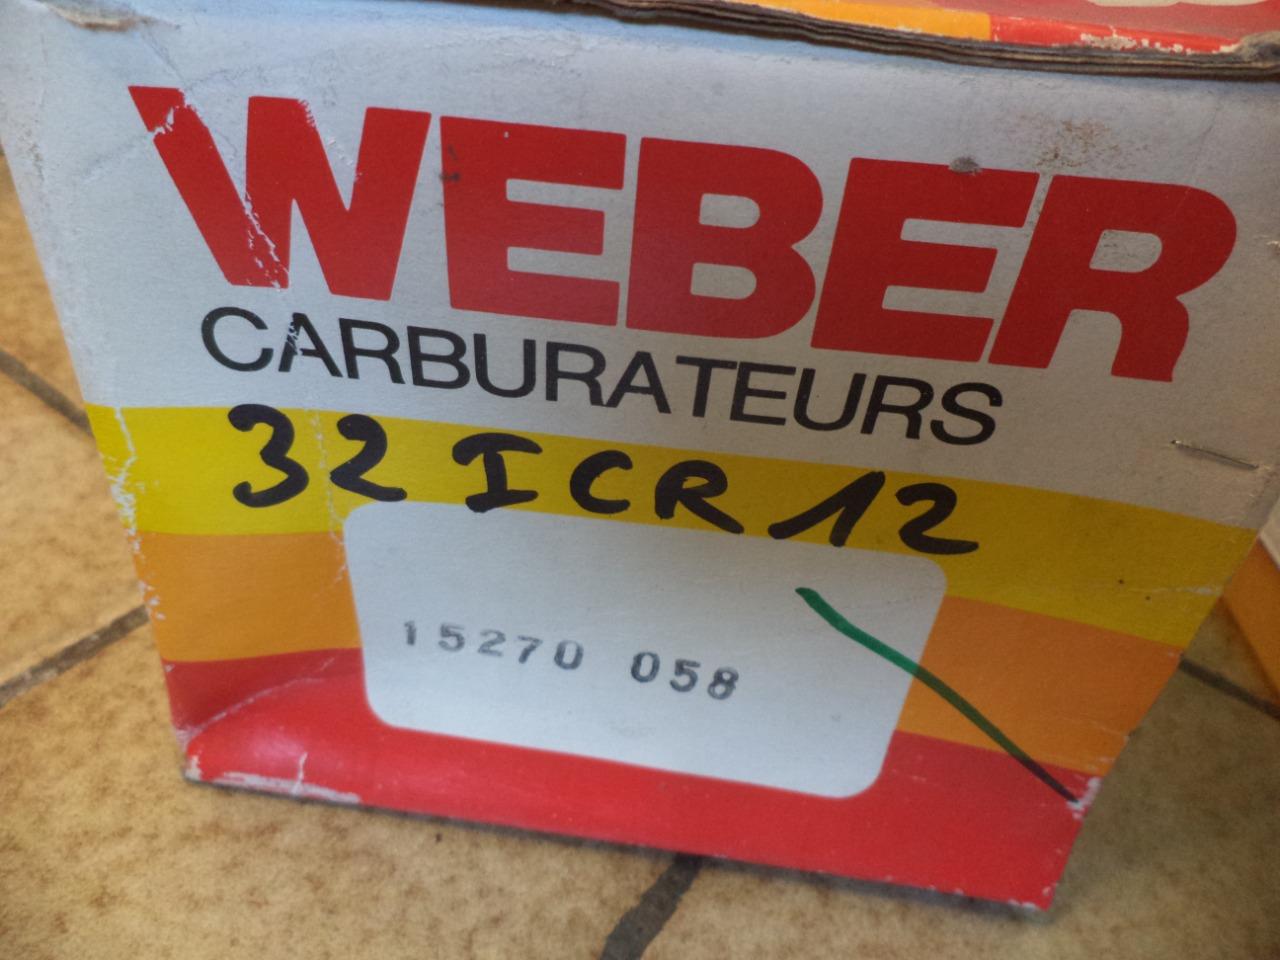 WEBER
CARBURATEURS
32 ICR 12
15270 058